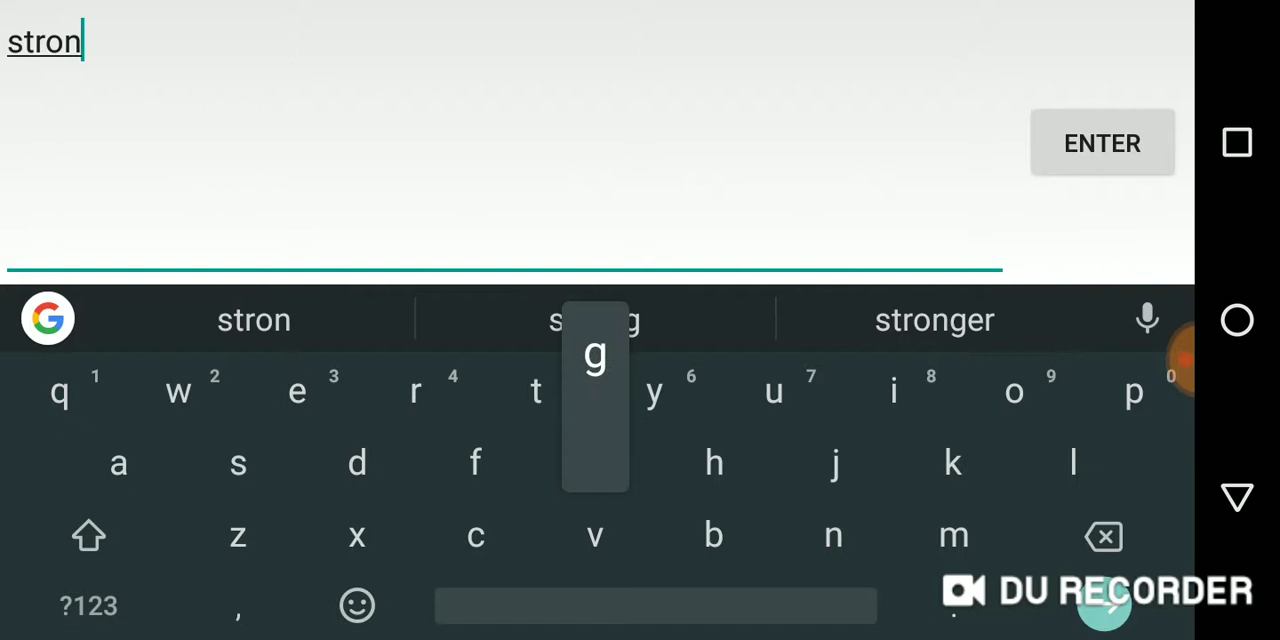 stron
ENTER
stron stronger
g
q 1 w 2 e 3 r 4 t y 6 u 7 i 8 o 9 p 0
a s d f h j k l
z x c v b n m
?123 , .
DU RECORDER